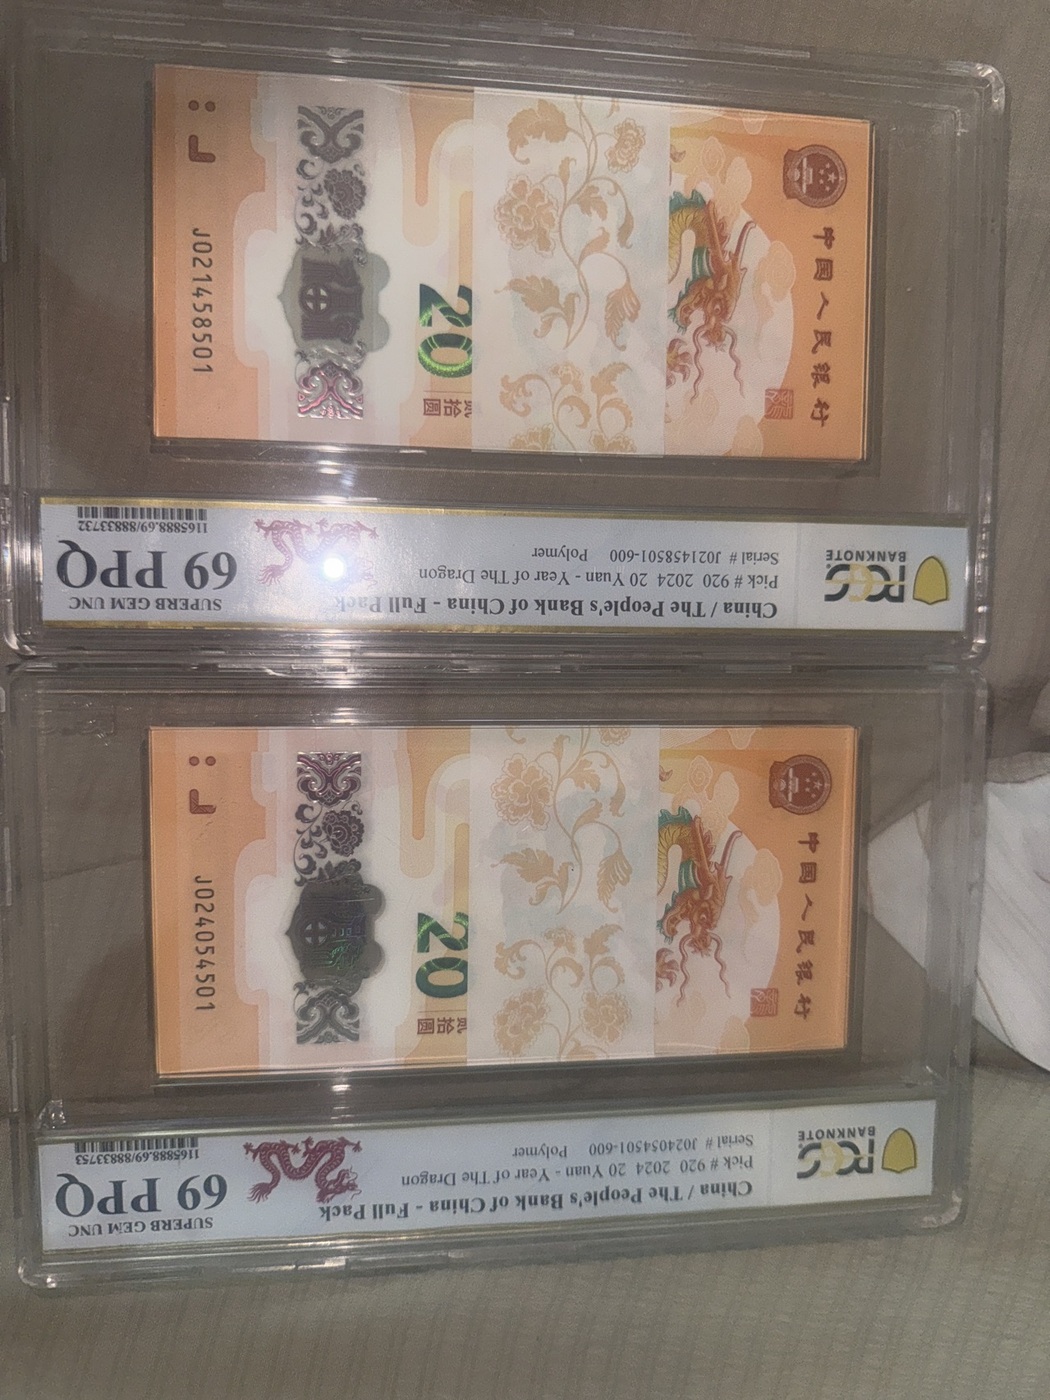 China / The People's Bank of China - Full Pack
Pick # 920 2024 20 Yuan - Year of The Dragon
Serial # J021458501-600 Polymer
PCGS
BANKNOTE
SUPERB GEM UNC
69 PPQ
1165888.69/88833732
中国人民银行
20
贰拾圆
J021458501
China / The People's Bank of China - Full Pack
Pick # 920 2024 20 Yuan - Year of The Dragon
Serial # J024054501-600 Polymer
PCGS
BANKNOTE
SUPERB GEM UNC
69 PPQ
1165888.69/88833753
中国人民银行
20
贰拾圆
J024054501